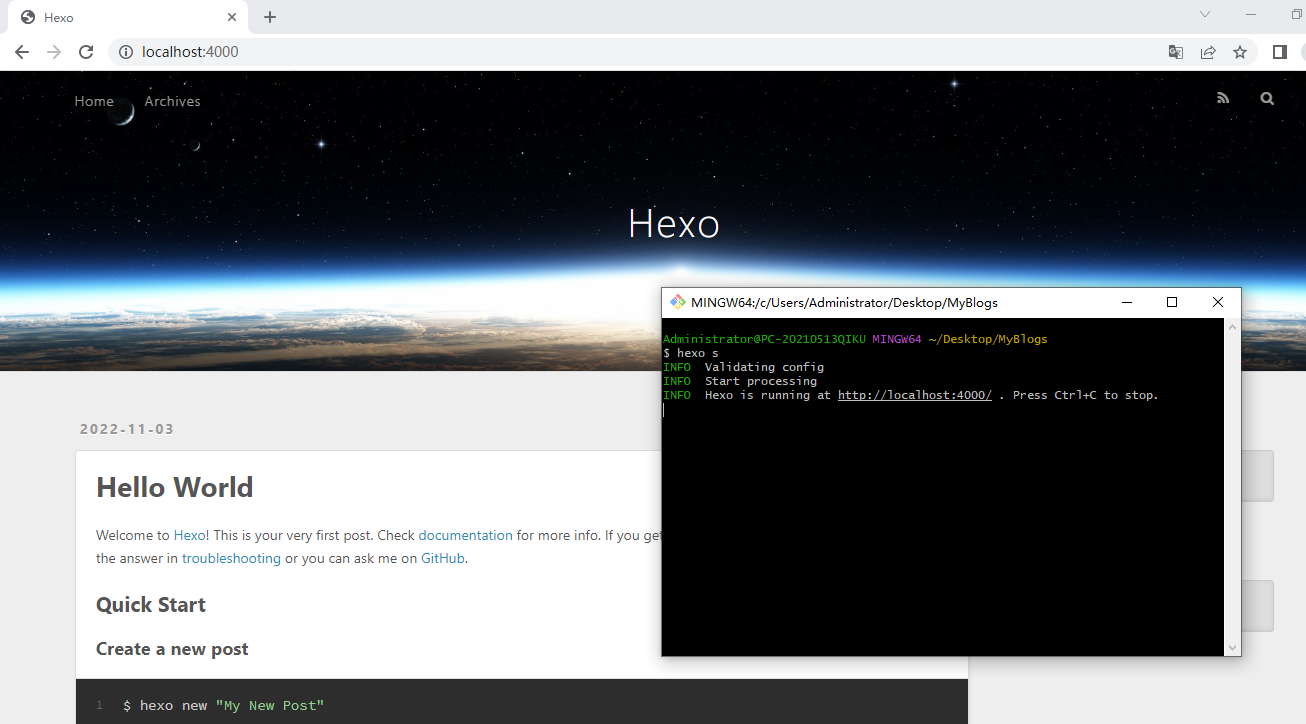 Hexo
localhost:4000
Home Archives
Hexo
MINGW64:/c/Users/Administrator/Desktop/MyBlogs
Administrator@PC-20210513QIKU MINGW64 ~/Desktop/MyBlogs
$ hexo s
INFO  Validating config
INFO  Start processing
INFO  Hexo is running at http://localhost:4000/ . Press Ctrl+C to stop.
2022-11-03
Hello World
Welcome to Hexo! This is your very first post. Check documentation for more info. If you get
the answer in troubleshooting or you can ask me on GitHub.
Quick Start
Create a new post
1 $ hexo new "My New Post"